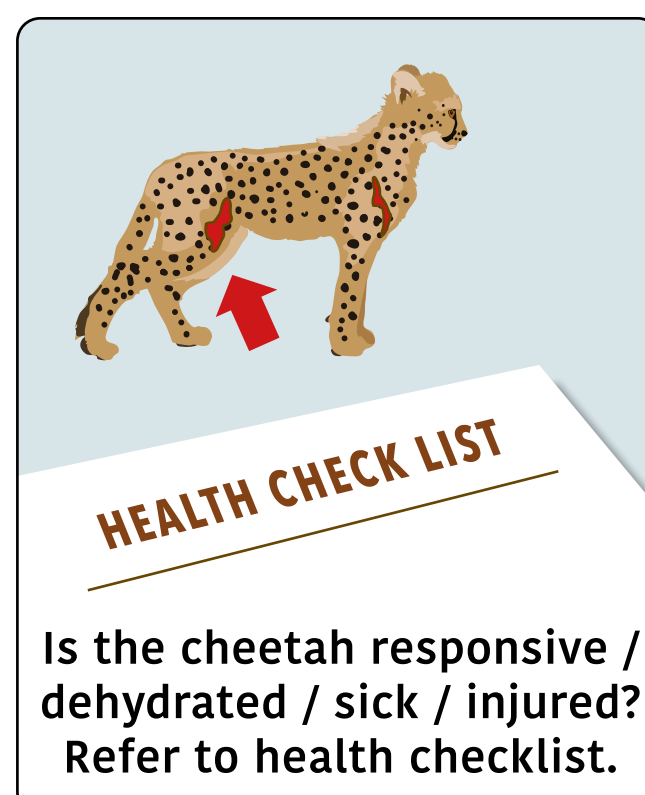 HEALTH CHECK LIST
Is the cheetah responsive /
dehydrated / sick / injured?
Refer to health checklist.